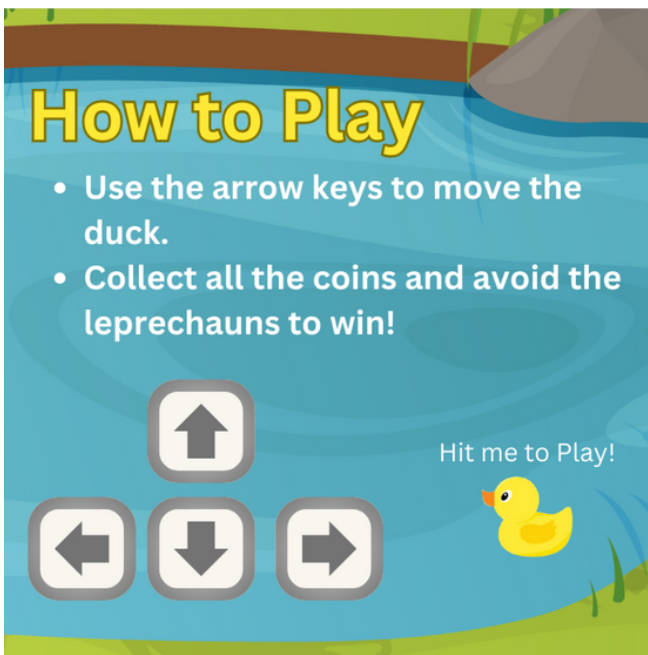 How to Play
• Use the arrow keys to move the
duck.
• Collect all the coins and avoid the
leprechauns to win!
Hit me to Play!